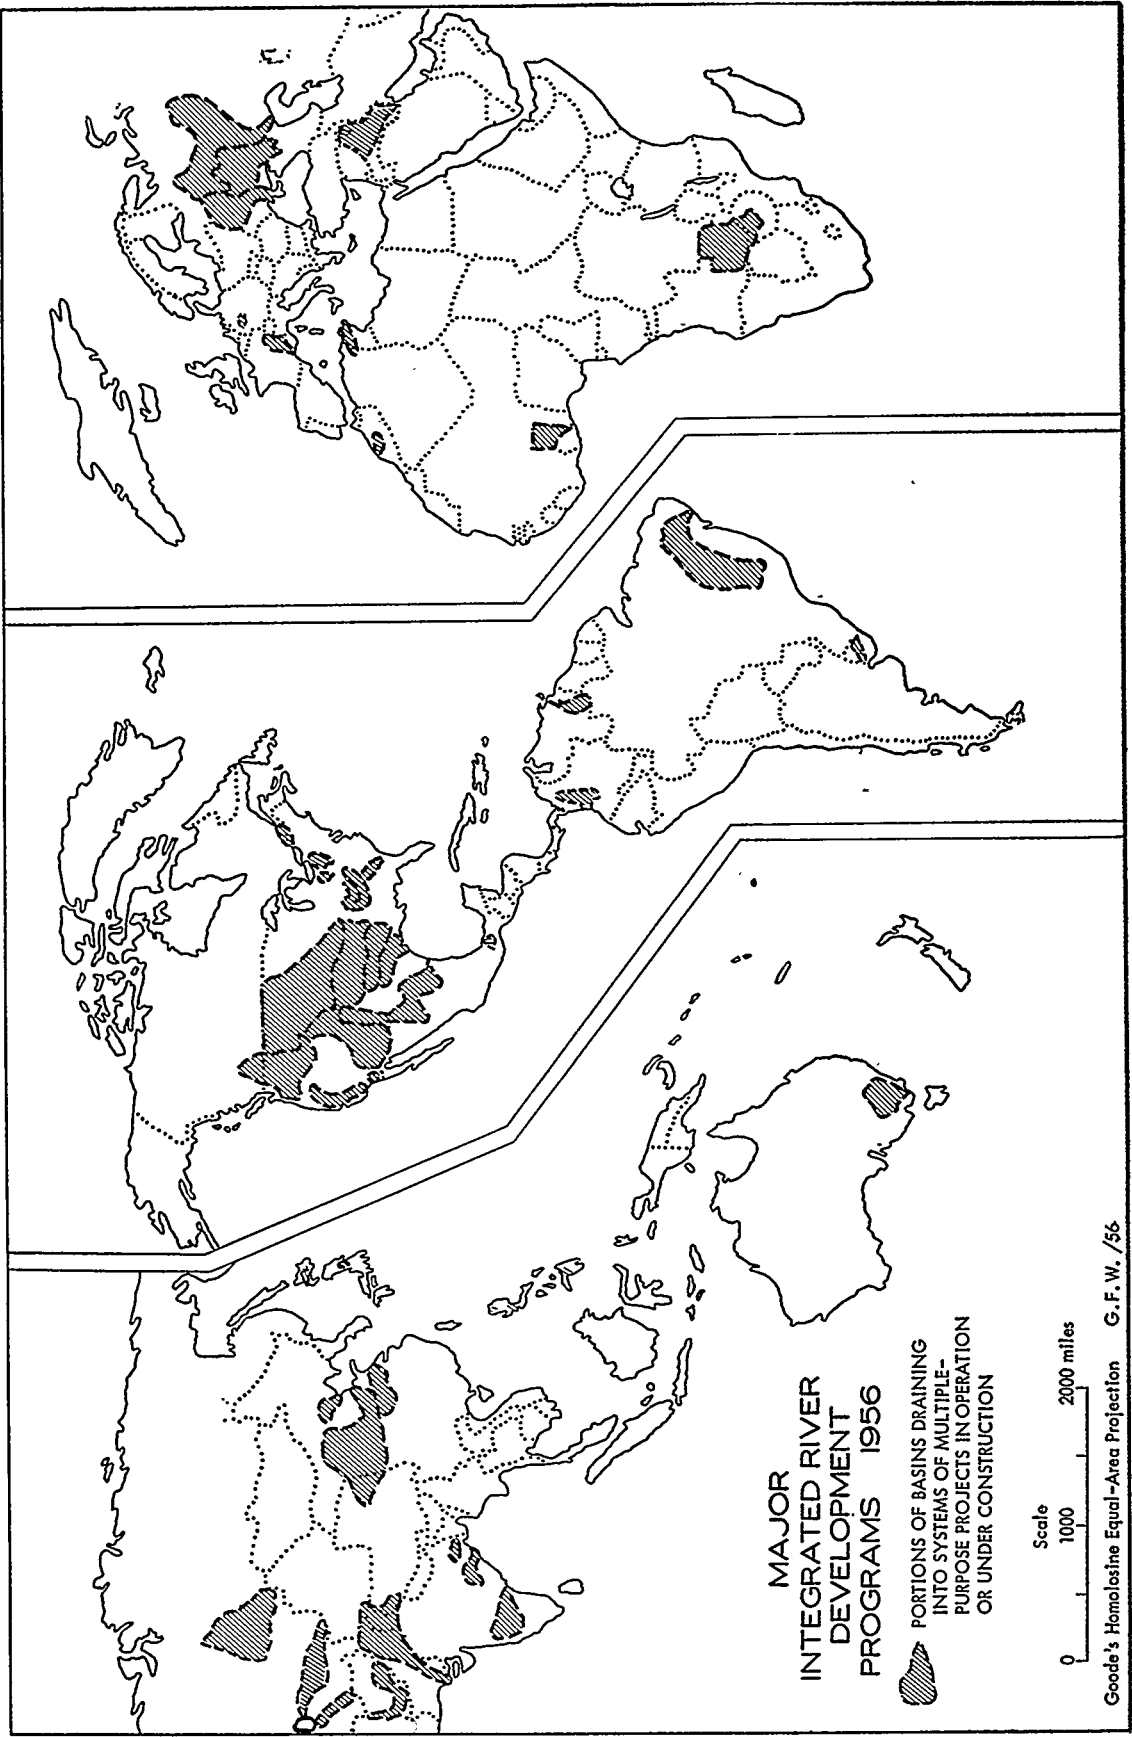 MAJOR
INTEGRATED RIVER
DEVELOPMENT
PROGRAMS 1956
PORTIONS OF BASINS DRAINING
INTO SYSTEMS OF MULTIPLE-
PURPOSE PROJECTS IN OPERATION
OR UNDER CONSTRUCTION
Scale
0 1000 2000 miles
Goode's Homolosine Equal-Area Projection G.F.W. /56